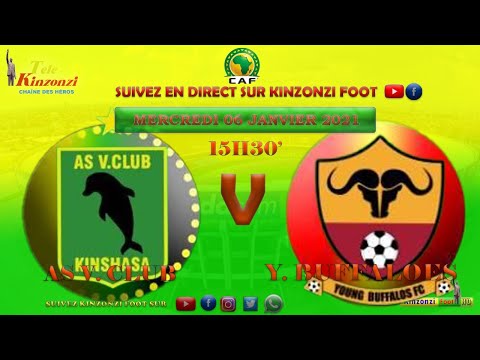 Tele
Kinzonzi
CHAÎNE DES HEROS
CAF
SUIVEZ EN DIRECT SUR KINZONZI FOOT
MERCREDI 06 JANVIER 2021
15H30'
AS V.CLUB
KINSHASA
V
AS V. CLUB
Y. BUFFALOES
YOUNG BUFFALOS FC
SUIVEZ KINZONZI FOOT SUR
Kinzonzi